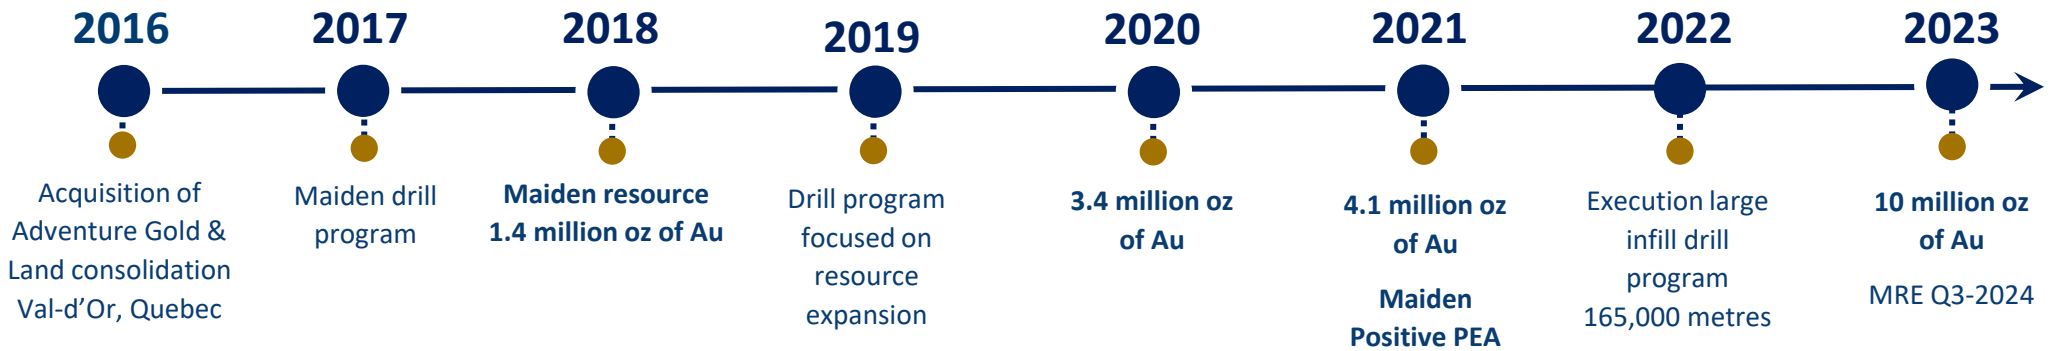 2016
Acquisition of
Adventure Gold &
Land consolidation
Val-d’Or, Quebec
2017
Maiden drill
program
2018
Maiden resource
1.4 million oz of Au
2019
Drill program
focused on
resource
expansion
2020
3.4 million oz
of Au
2021
4.1 million oz
of Au
Maiden
Positive PEA
2022
Execution large
infill drill
program
165,000 metres
2023
10 million oz
of Au
MRE Q3-2024